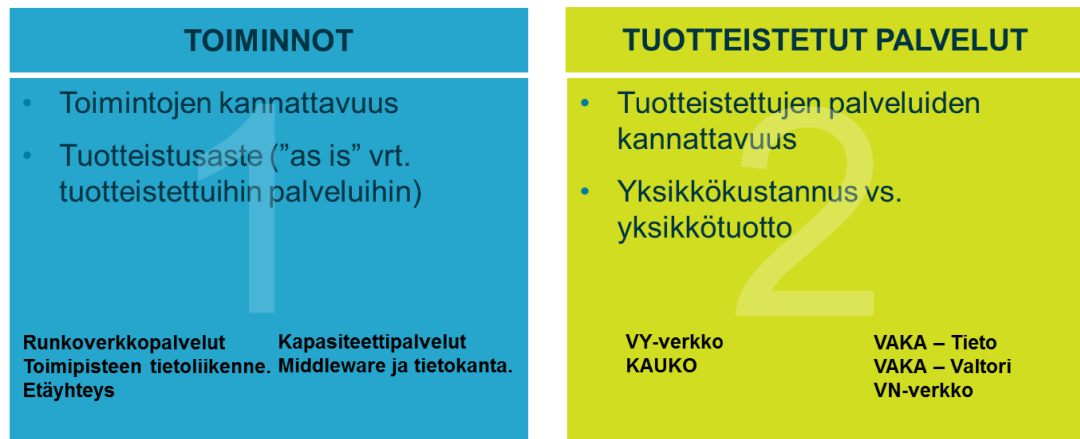 TOIMINNOT
1
• Toimintojen kannattavuus
• Tuotteistusaste (”as is” vrt.
tuotteistettuihin palveluihin)
Runkoverkkopalvelut
Toimipisteen tietoliikenne.
Etäyhteys
Kapasiteettipalvelut
Middleware ja tietokanta.
TUOTTEISTETUT PALVELUT
2
• Tuotteistettujen palveluiden
kannattavuus
• Yksikkökustannus vs.
yksikkötuotto
VY-verkko
KAUKO
VAKA – Tieto
VAKA – Valtori
VN-verkko